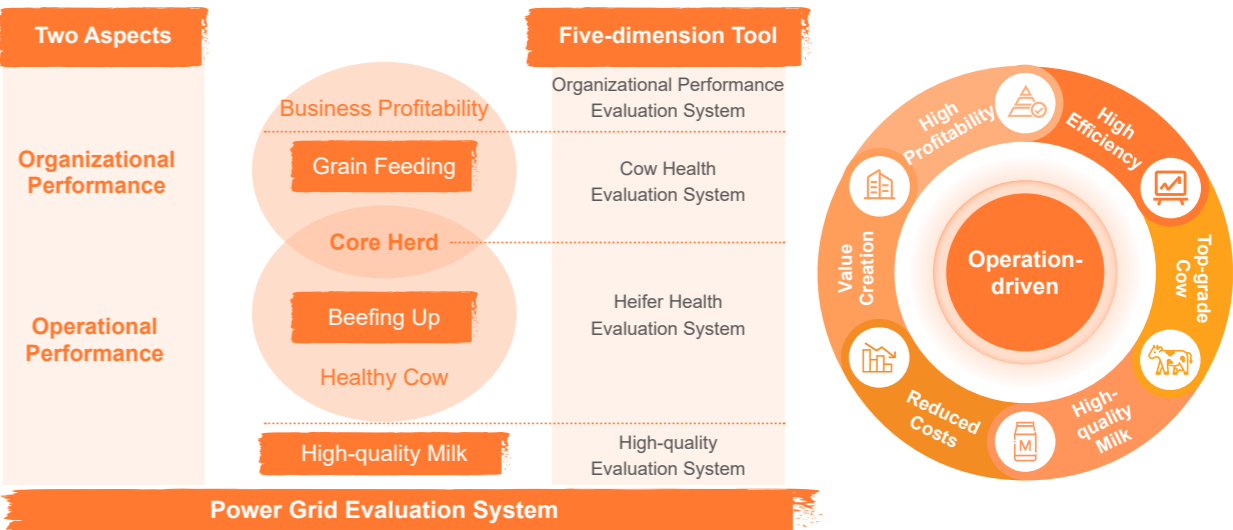 Two Aspects
Five-dimension Tool
Organizational
Performance
Operational
Performance
Business Profitability
Grain Feeding
Core Herd
Beefing Up
Healthy Cow
High-quality Milk
Organizational Performance
Evaluation System
Cow Health
Evaluation System
Heifer Health
Evaluation System
High-quality
Evaluation System
Power Grid Evaluation System
Operation-
driven
High
Profitability
High
Efficiency
Top-grade
Cow
High-
quality
Milk
M
Reduced
Costs
Value
Creation